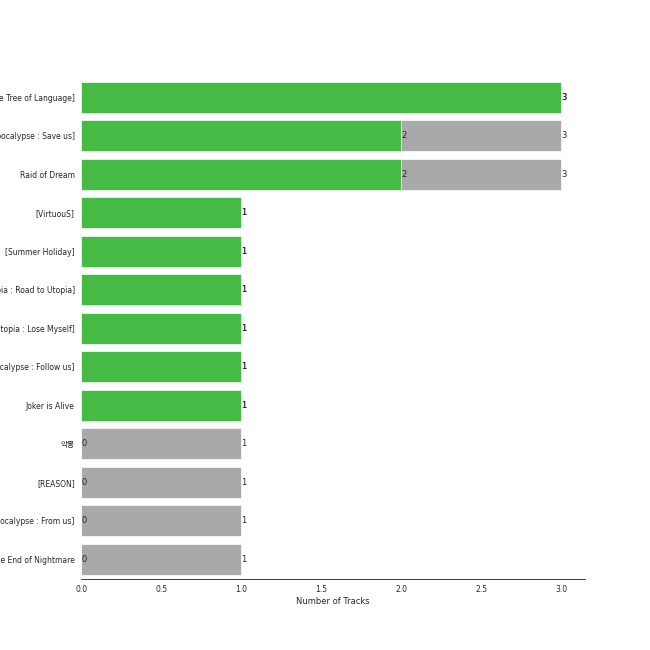 e Tree of Language]
3
ocalypse : Save us]
2
3
Raid of Dream
2
3
[VirtuouS]
1
[Summer Holiday]
1
pia : Road to Utopia]
1
topia : Lose Myself]
1
calypse : Follow us]
1
Joker is Alive
1
악몽
0
1
[REASON]
0
1
ocalypse : From us]
0
1
e End of Nightmare
0
1
0.0 0.5 1.0 1.5 2.0 2.5 3.0
Number of Tracks